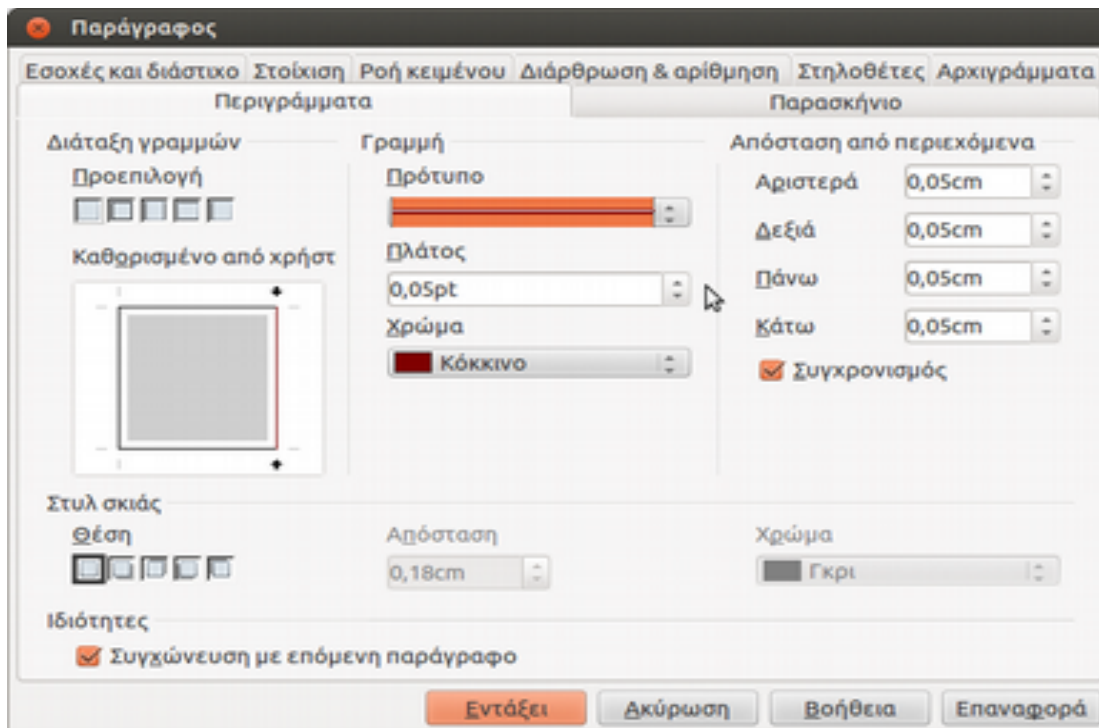 Παράγραφος
Εσοχές και διάστιχο Στοίχιση Ροή κειμένου Διάρθρωση & αρίθμηση Στηλοθέτες Αρχιγράμματα
Περιγράμματα Παρασκήνιο
Διάταξη γραμμών Γραμμή Απόσταση από περιεχόμενα
Προεπιλογή Πρότυπο Αριστερά 0,05cm
Δεξιά 0,05cm
Καθορισμένο από χρήστ Πλάτος
0,05pt Πάνω 0,05cm
Χρώμα Κάτω 0,05cm
Κόκκινο Συγχρονισμός
Στυλ σκιάς
Θέση Απόσταση Χρώμα
0,18cm Γκρι
Ιδιότητες
Συγχώνευση με επόμενη παράγραφο
Εντάξει Ακύρωση Βοήθεια Επαναφορά